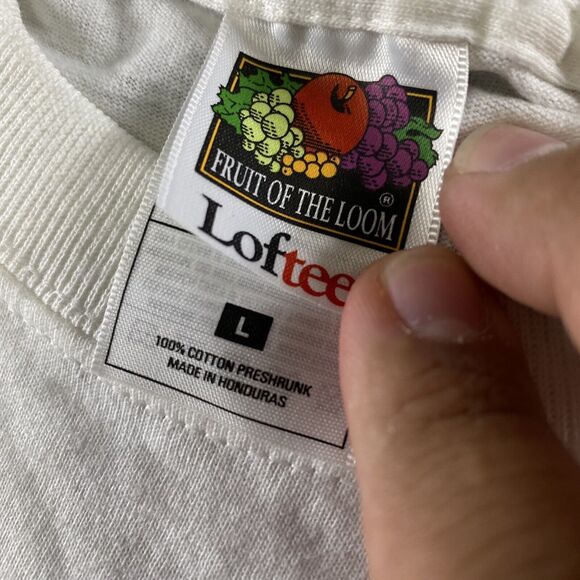 FRUIT OF THE LOOM
®
Loftee
L
100% COTTON PRESHRUNK
MADE IN HONDURAS